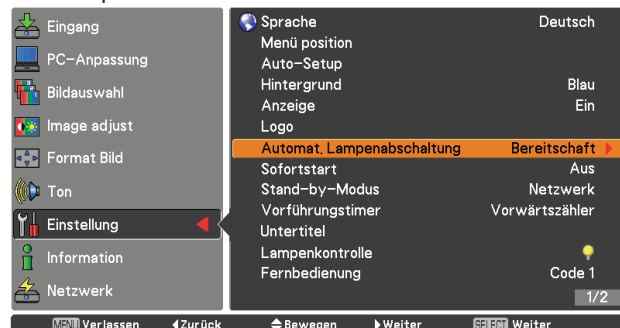 Eingang
PC-Anpassung
Bildauswahl
Image adjust
Format Bild
Ton
Einstellung
Information
Netzwerk
Sprache Deutsch
Menü position
Auto-Setup
Hintergrund Blau
Anzeige Ein
Logo
Automat. Lampenabschaltung Bereitschaft
Sofortstart Aus
Stand-by-Modus Netzwerk
Vorführungstimer Vorwärtszähler
Untertitel
Lampenkontrolle
Fernbedienung Code 1
1/2
MENU Verlassen Zurück Bewegen Weiter SELECT Weiter